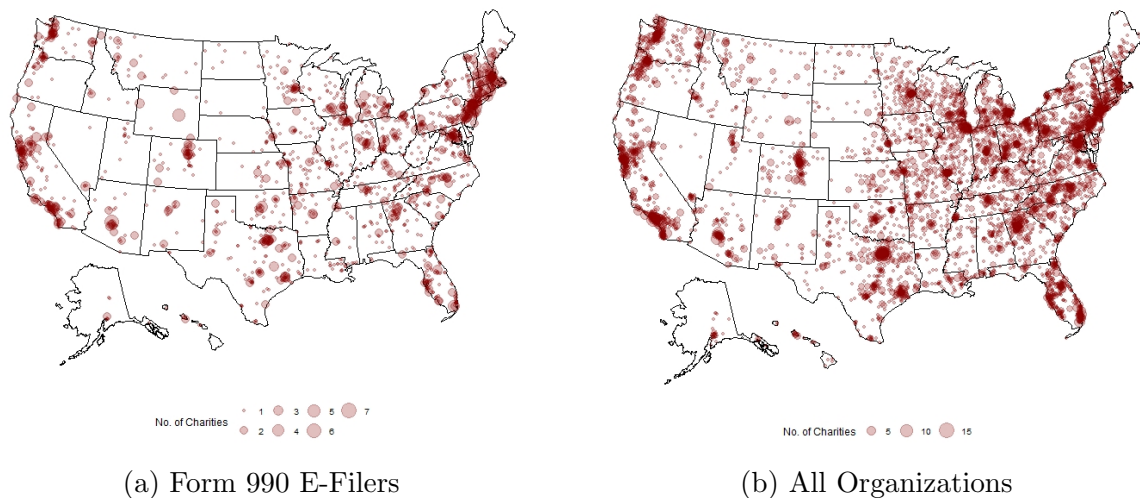 No. of Charities 1 3 5 7
2 4 6
No. of Charities 5 10 15
(a) Form 990 E-Filers
(b) All Organizations